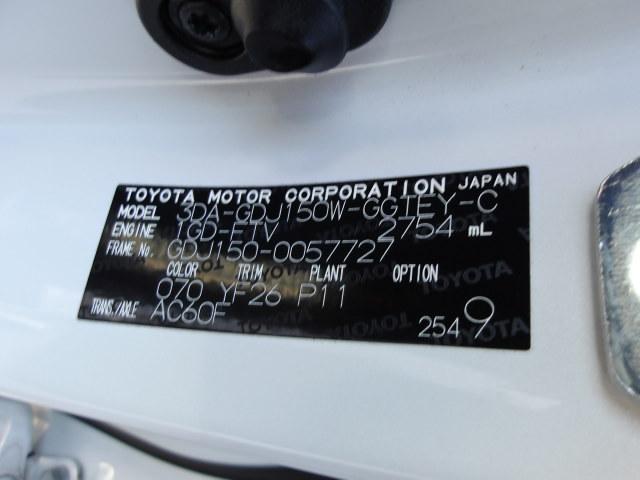 TOYOTA MOTOR CORPORATION JAPAN
MODEL 3DA-GDJ150W-GGTEY-C
ENGINE 1GD-FTV 2754 mL
FRAME No. GDJ150-0057727
COLOR TRIM PLANT OPTION
070 YF26 P11
TRANS./AXLE AC60F
2549